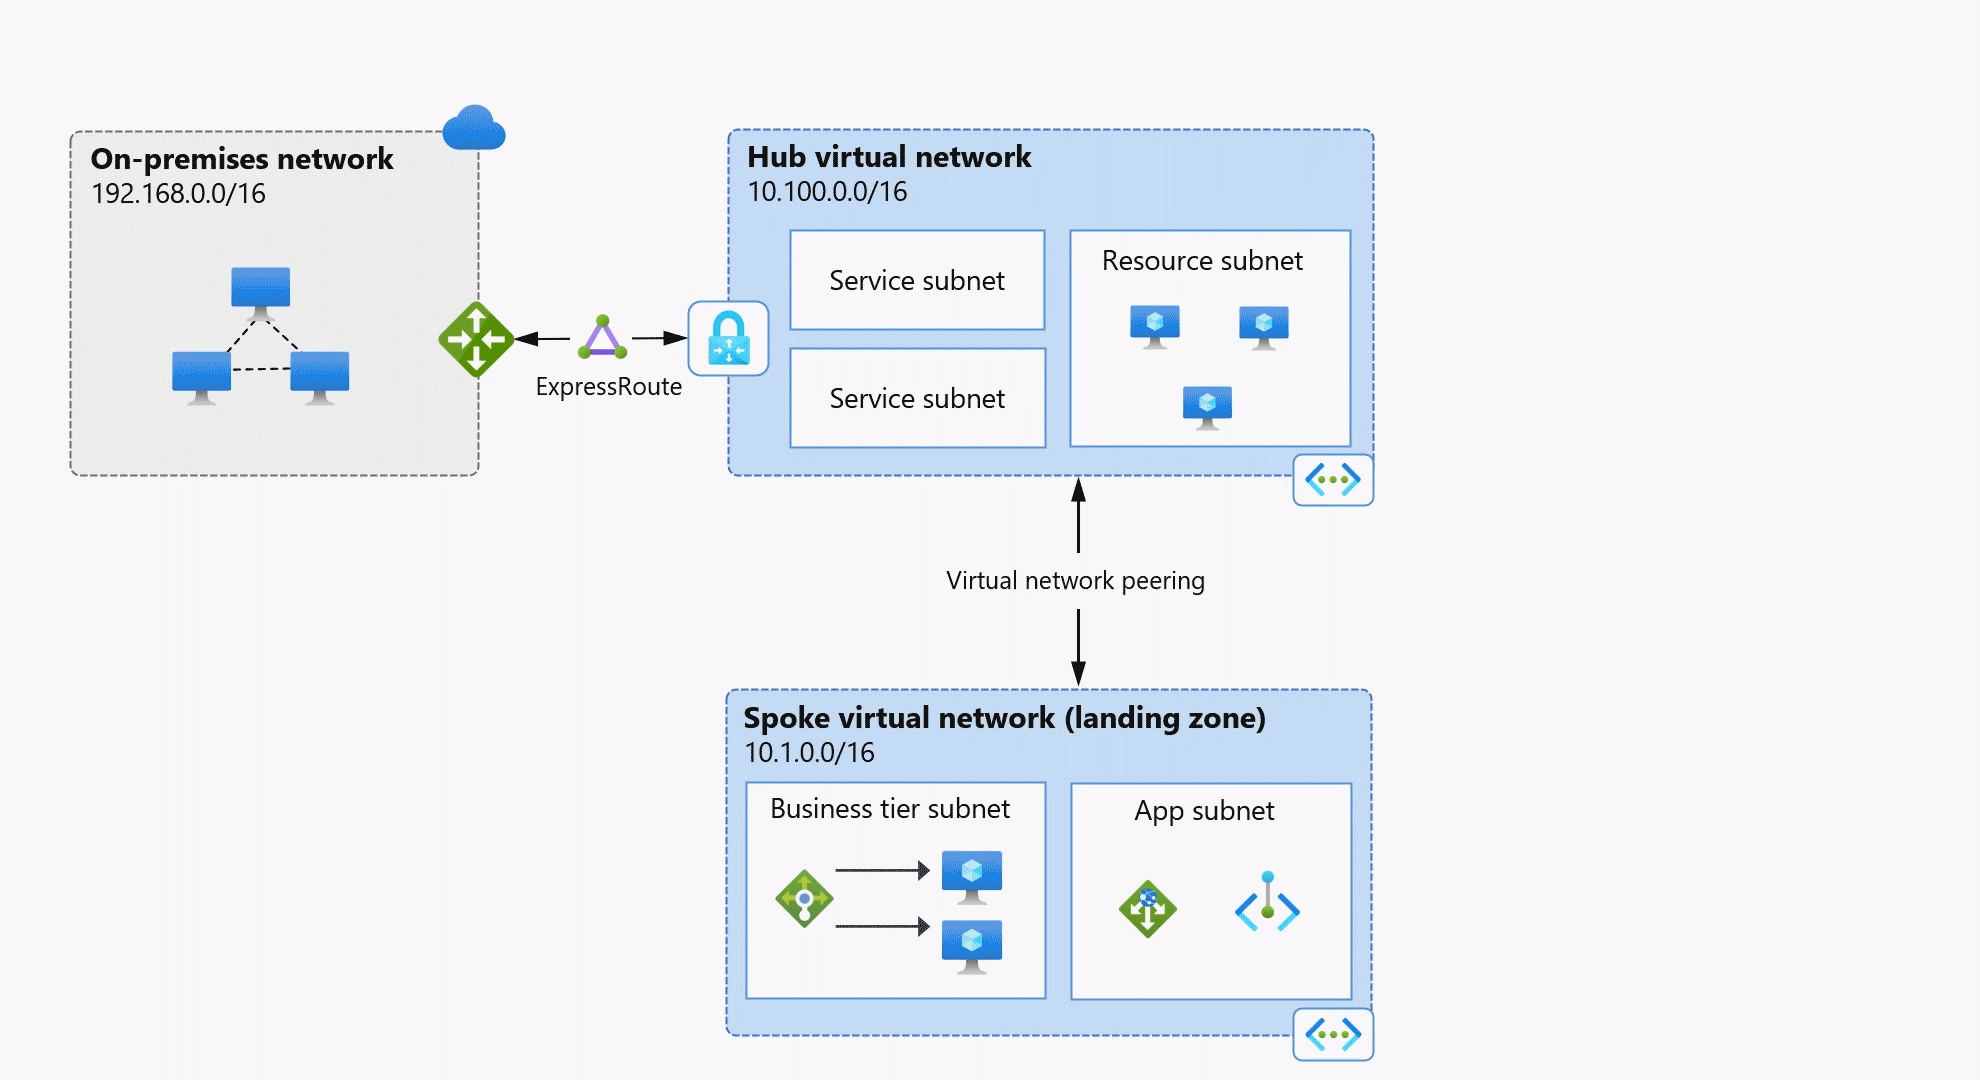 On-premises network
192.168.0.0/16
ExpressRoute
Hub virtual network
10.100.0.0/16
Service subnet
Service subnet
Resource subnet
Virtual network peering
Spoke virtual network (landing zone)
10.1.0.0/16
Business tier subnet
App subnet